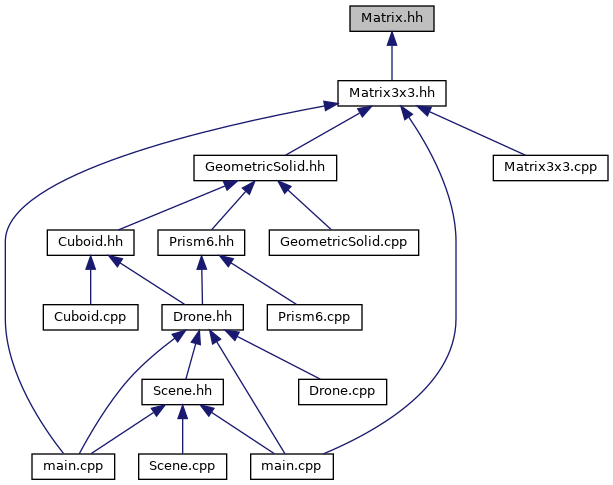 Matrix.hh
Matrix3x3.hh
GeometricSolid.hh
Matrix3x3.cpp
Cuboid.hh
Prism6.hh
GeometricSolid.cpp
Cuboid.cpp
Drone.hh
Prism6.cpp
Scene.hh
Drone.cpp
main.cpp
Scene.cpp
main.cpp